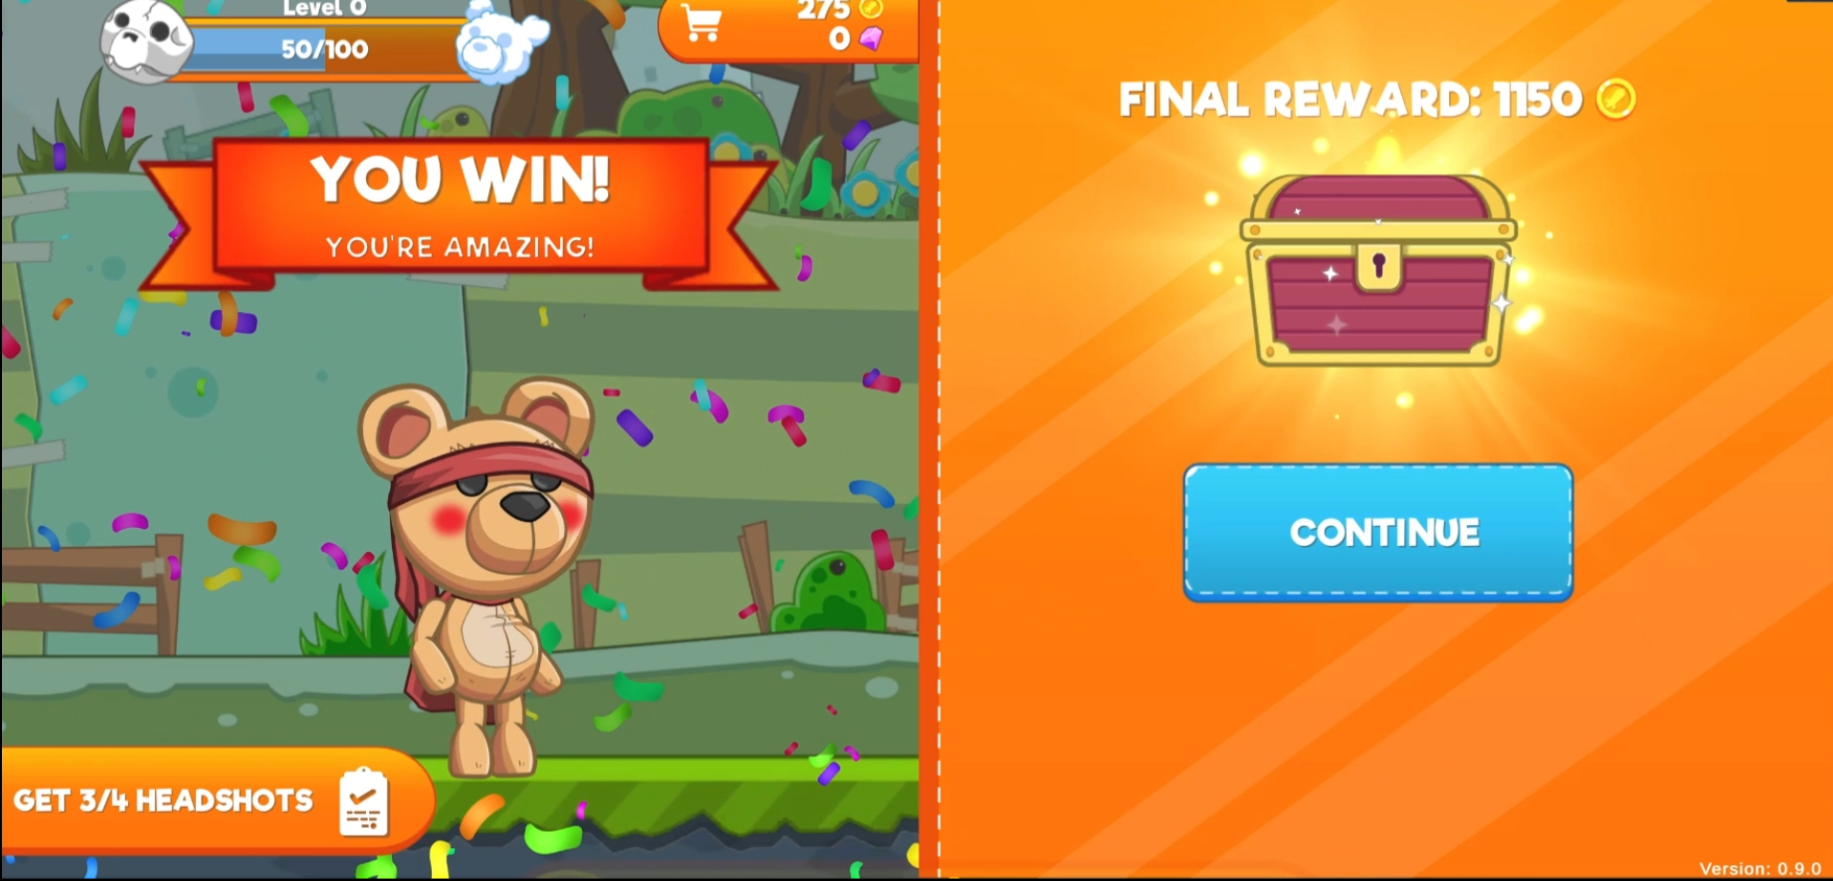 Level 0
50/100
275
0
YOU WIN!
YOU'RE AMAZING!
GET 3/4 HEADSHOTS
FINAL REWARD: 1150
CONTINUE
Version: 0.9.0